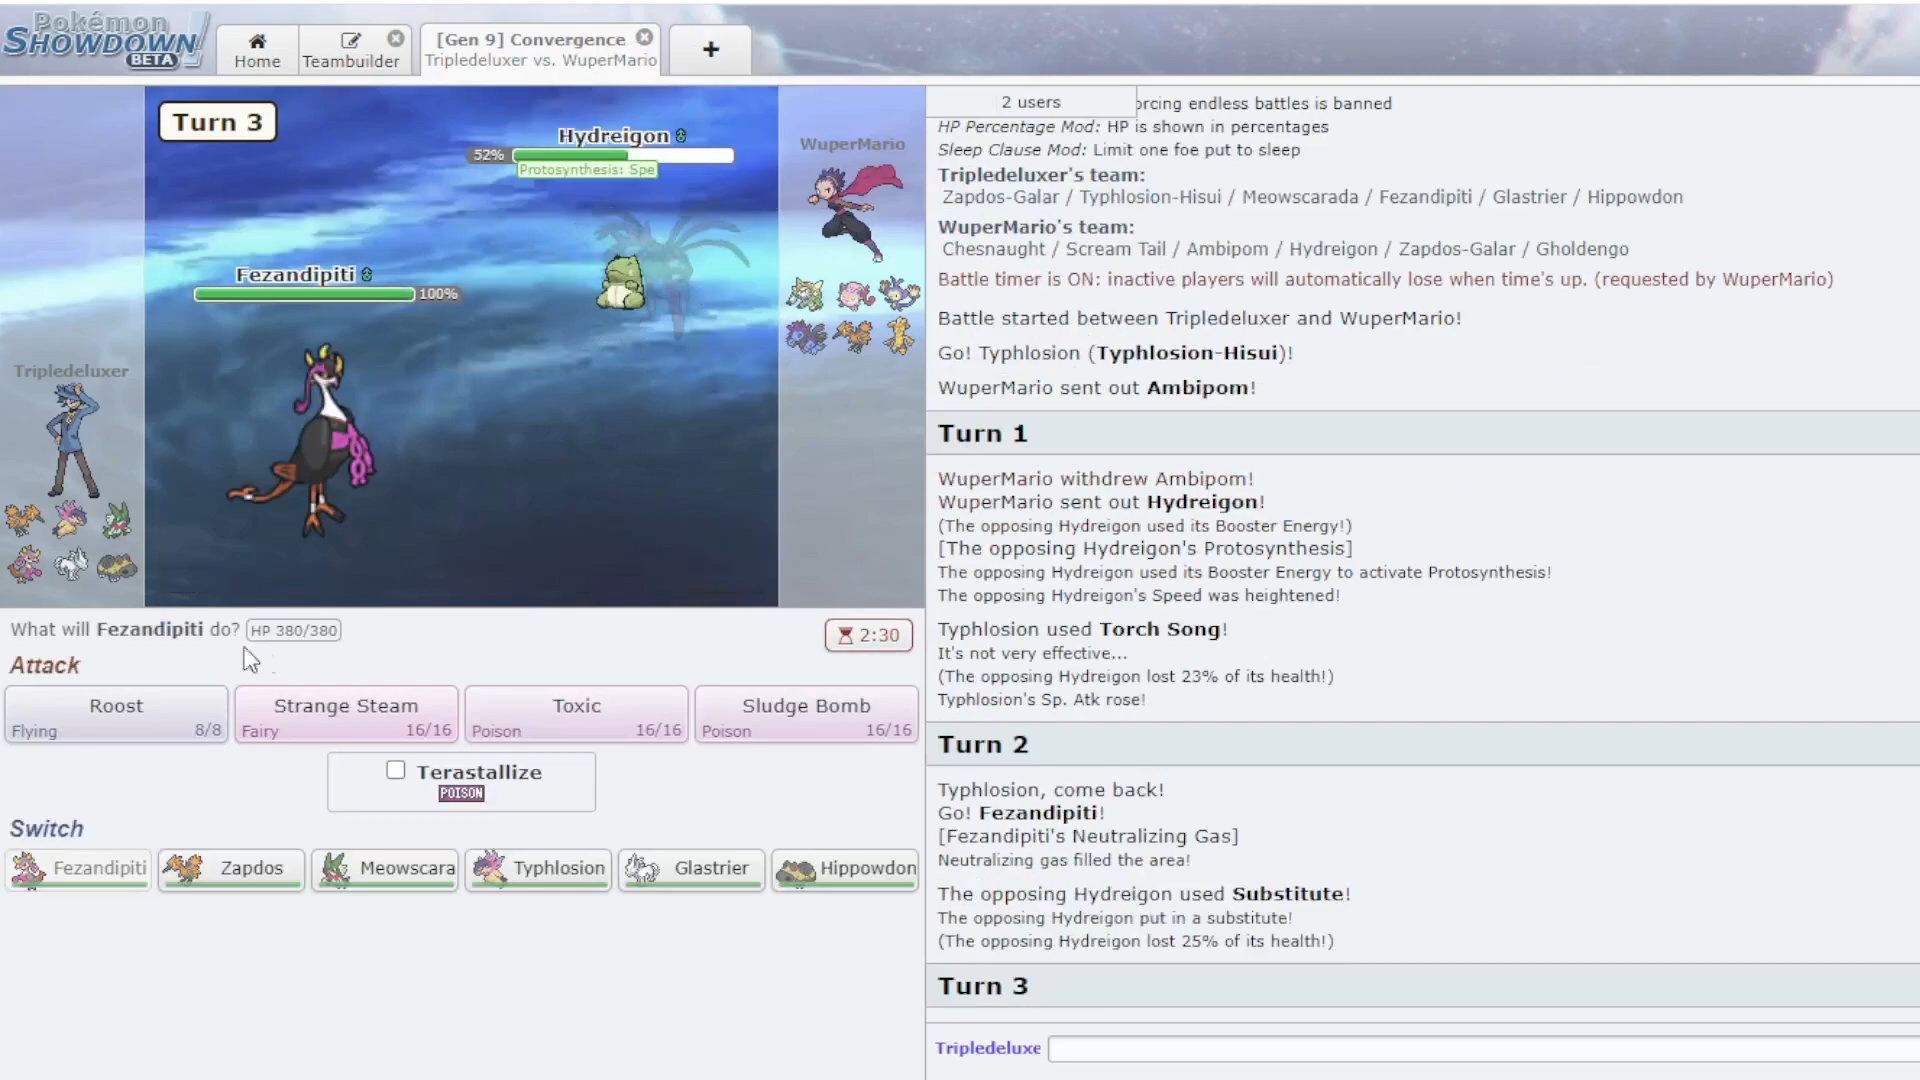 Pokémon
SHOWDOWN!
BETA
Home
Teambuilder
[Gen 9] Convergence
Tripledeluxer vs. WuperMario
+
Turn 3
Hydreigon
52%
Protosynthesis: Spe
WuperMario
Fezandipiti
100%
Tripledeluxer
What will Fezandipiti do? HP 380/380
2:30
Attack
Roost
Flying 8/8
Strange Steam
Fairy 16/16
Toxic
Poison 16/16
Sludge Bomb
Poison 16/16
Terastallize
POISON
Switch
Fezandipiti
Zapdos
Meowscara
Typhlosion
Glastrier
Hippowdon
2 users
orcing endless battles is banned
HP Percentage Mod: HP is shown in percentages
Sleep Clause Mod: Limit one foe put to sleep
Tripledeluxer's team:
Zapdos-Galar / Typhlosion-Hisui / Meowscarada / Fezandipiti / Glastrier / Hippowdon
WuperMario's team:
Chesnaught / Scream Tail / Ambipom / Hydreigon / Zapdos-Galar / Gholdengo
Battle timer is ON: inactive players will automatically lose when time's up. (requested by WuperMario)
Battle started between Tripledeluxer and WuperMario!
Go! Typhlosion (Typhlosion-Hisui)!
WuperMario sent out Ambipom!
Turn 1
WuperMario withdrew Ambipom!
WuperMario sent out Hydreigon!
(The opposing Hydreigon used its Booster Energy!)
[The opposing Hydreigon's Protosynthesis]
The opposing Hydreigon used its Booster Energy to activate Protosynthesis!
The opposing Hydreigon's Speed was heightened!
Typhlosion used Torch Song!
It's not very effective...
(The opposing Hydreigon lost 23% of its health!)
Typhlosion's Sp. Atk rose!
Turn 2
Typhlosion, come back!
Go! Fezandipiti!
[Fezandipiti's Neutralizing Gas]
Neutralizing gas filled the area!
The opposing Hydreigon used Substitute!
The opposing Hydreigon put in a substitute!
(The opposing Hydreigon lost 25% of its health!)
Turn 3
Tripledeluxe